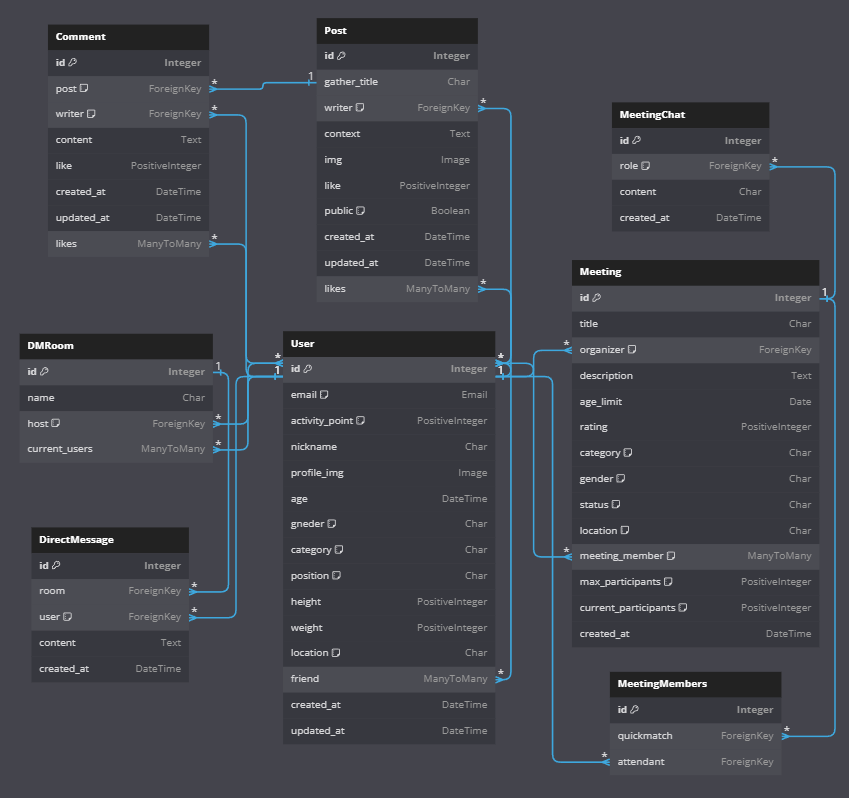 Comment
id Integer
post ForeignKey *
writer ForeignKey *
content Text
like PositiveInteger
created_at DateTime
updated_at DateTime
likes ManyToMany *
Post
id Integer
1 gather_title Char
writer ForeignKey *
context Text
img Image
like PositiveInteger
public Boolean
created_at DateTime
updated_at DateTime
likes ManyToMany *
MeetingChat
id Integer
role ForeignKey *
content Char
created_at DateTime
Meeting
id Integer 1
title Char
* organizer ForeignKey
description Text
age_limit Date
rating PositiveInteger
category Char
gender Char
status Char
location Char
* meeting_member ManyToMany
max_participants PositiveInteger
current_participants PositiveInteger
created_at DateTime
DMRoom
id Integer 1
name Char
host ForeignKey *
current_users ManyToMany *
User
* *
1 id Integer 1
email Email
activity_point PositiveInteger
nickname Char
profile_img Image
age DateTime
gneder Char
category Char
position Char
height PositiveInteger
weight PositiveInteger
location Char
friend ManyToMany *
created_at DateTime
updated_at DateTime
DirectMessage
id Integer
room ForeignKey *
user ForeignKey *
content Text
created_at DateTime
MeetingMembers
id Integer
quickmatch ForeignKey *
* attendant ForeignKey